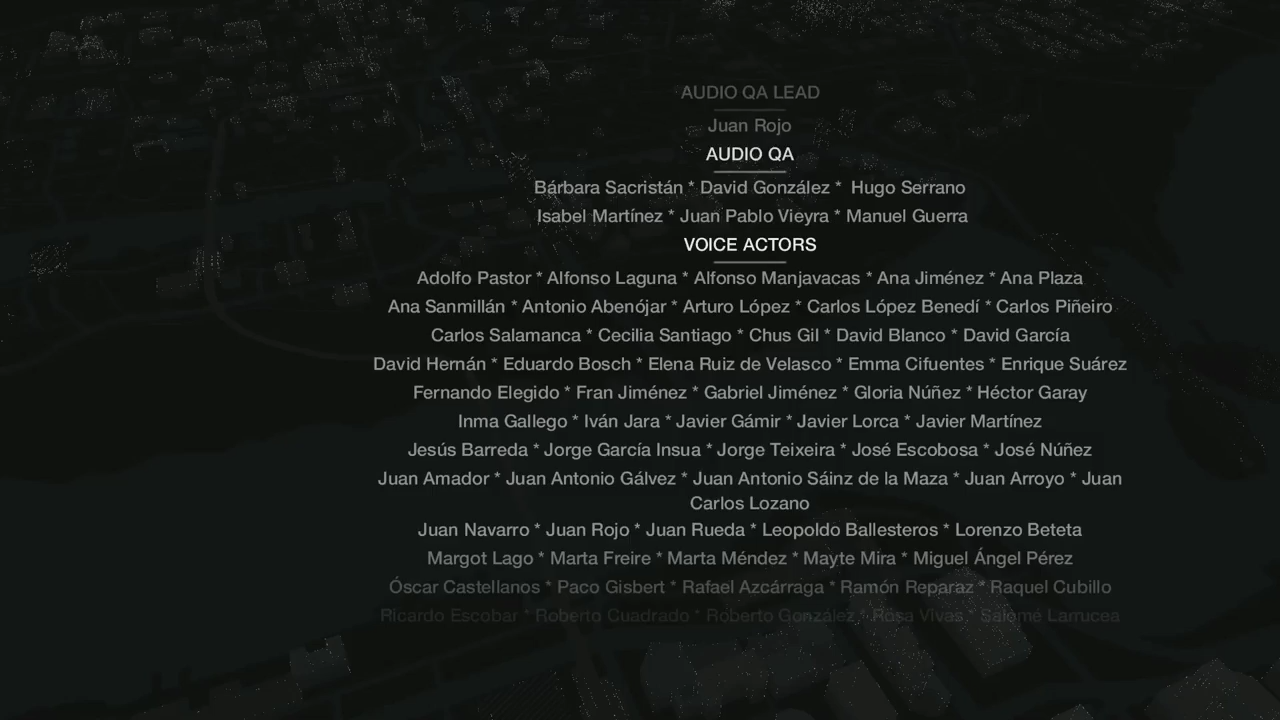 AUDIO QA LEAD
Juan Rojo
AUDIO QA
Bárbara Sacristán * David González * Hugo Serrano
Isabel Martínez * Juan Pablo Vieyra * Manuel Guerra
VOICE ACTORS
Adolfo Pastor * Alfonso Laguna * Alfonso Manjavacas * Ana Jiménez * Ana Plaza
Ana Sanmillán * Antonio Abenójar * Arturo López * Carlos López Benedí * Carlos Piñeiro
Carlos Salamanca * Cecilia Santiago * Chus Gil * David Blanco * David García
David Hernán * Eduardo Bosch * Elena Ruiz de Velasco * Emma Cifuentes * Enrique Suárez
Fernando Elegido * Fran Jiménez * Gabriel Jiménez * Gloria Núñez * Héctor Garay
Inma Gallego * Iván Jara * Javier Gámir * Javier Lorca * Javier Martínez
Jesús Barreda * Jorge García Insua * Jorge Teixeira * José Escobosa * José Núñez
Juan Amador * Juan Antonio Gálvez * Juan Antonio Sáinz de la Maza * Juan Arroyo * Juan
Carlos Lozano
Juan Navarro * Juan Rojo * Juan Rueda * Leopoldo Ballesteros * Lorenzo Beteta
Margot Lago * Marta Freire * Marta Méndez * Mayte Mira * Miguel Ángel Pérez
Óscar Castellanos * Paco Gisbert * Rafael Azcárraga * Ramón Reparaz * Raquel Cubillo
Ricardo Escobar * Roberto Cuadrado * Roberto González * Rosa Vivas * Salomé Larrucea